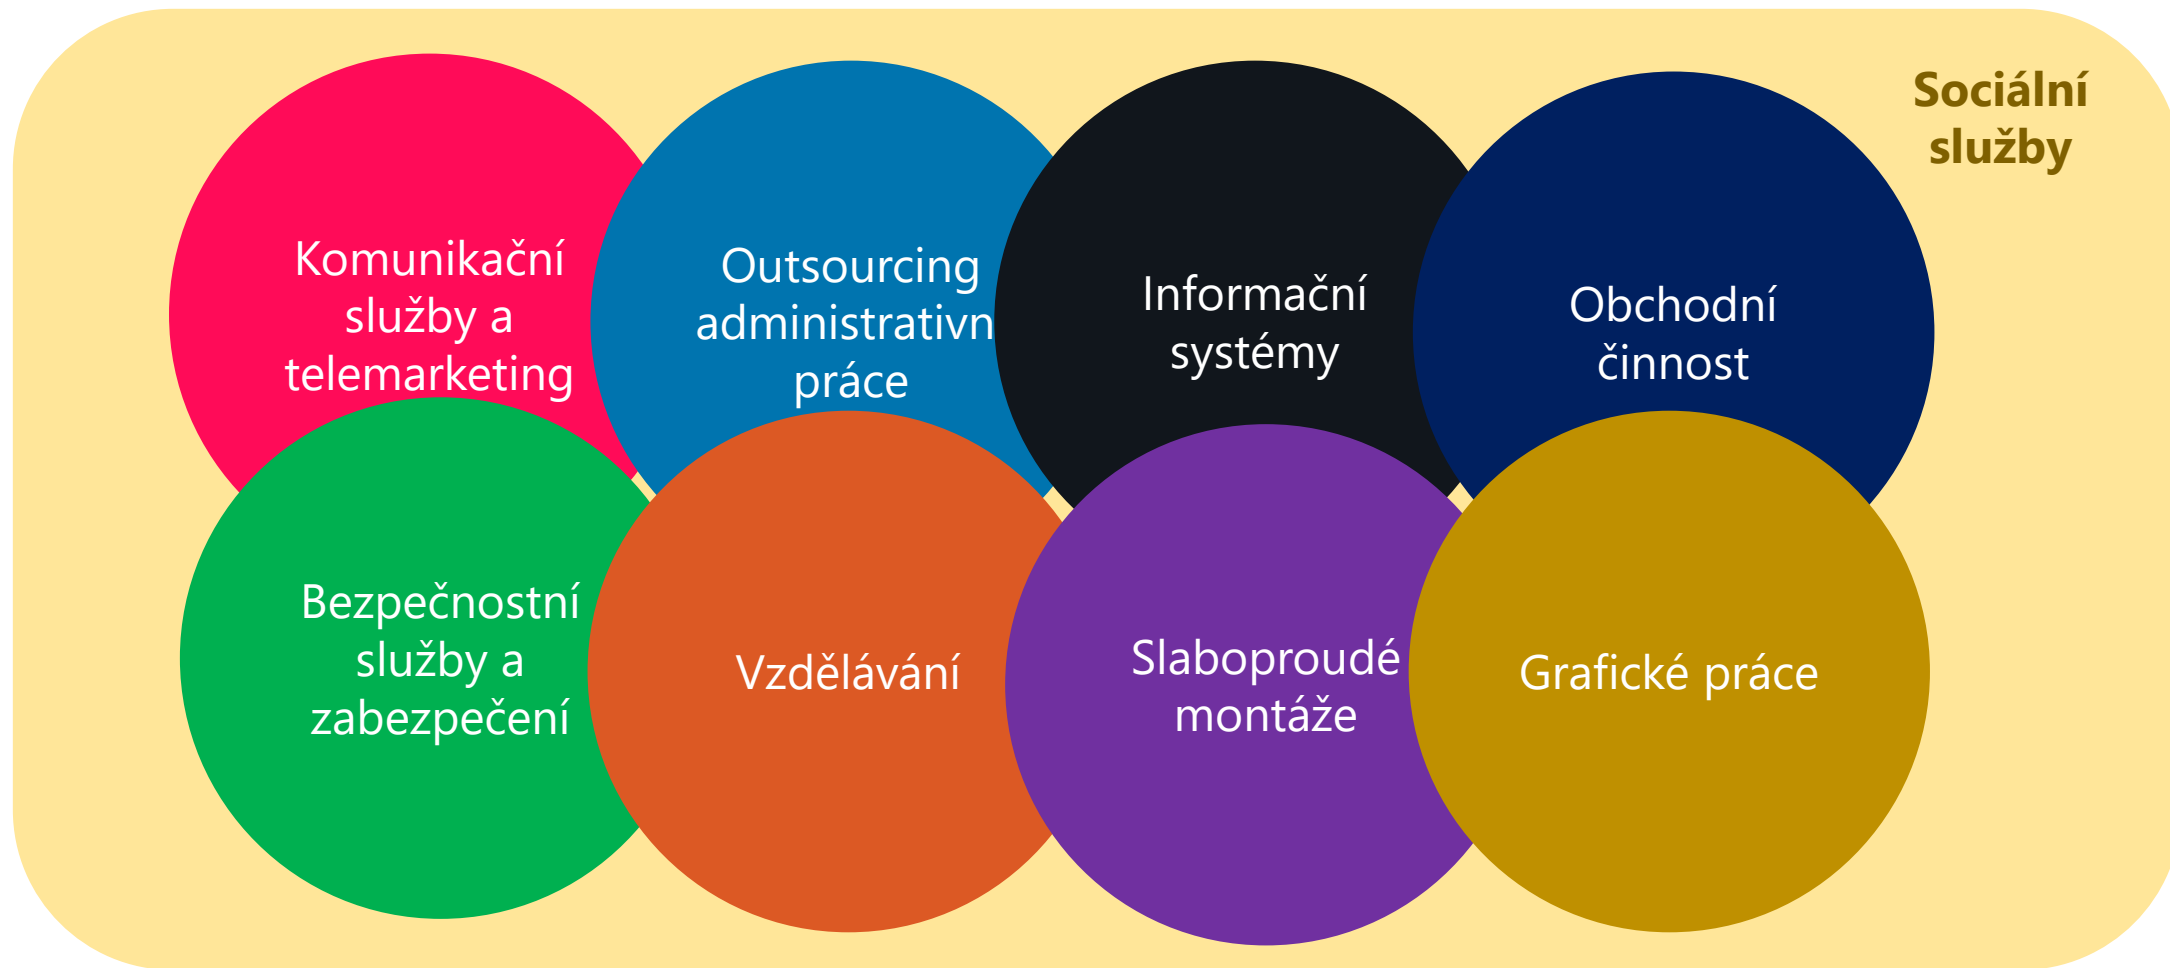 Sociální
služby
Komunikační
služby a
telemarketing
Outsourcing
administrativn
práce
Informační
systémy
Obchodní
činnost
Bezpečnostní
služby a
zabezpečení
Vzdělávání
Slaboproudé
montáže
Grafické práce